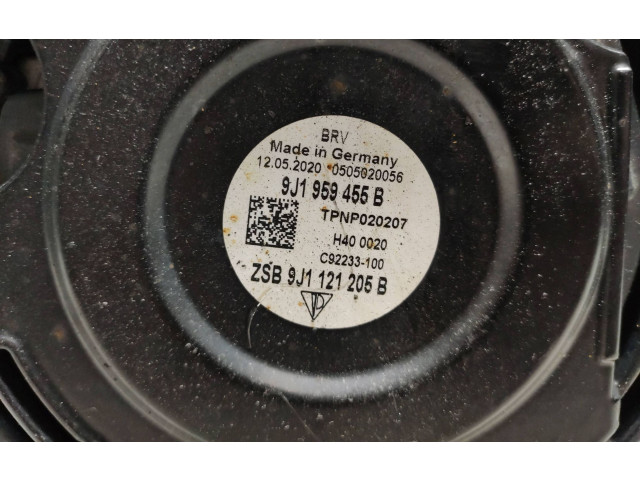 BRV
Made in Germany
12.05.2020 0505020056
9J1 959 455 B
TPNP020207
H40 0020
C92233-100
ZSB 9J1 121 205 B